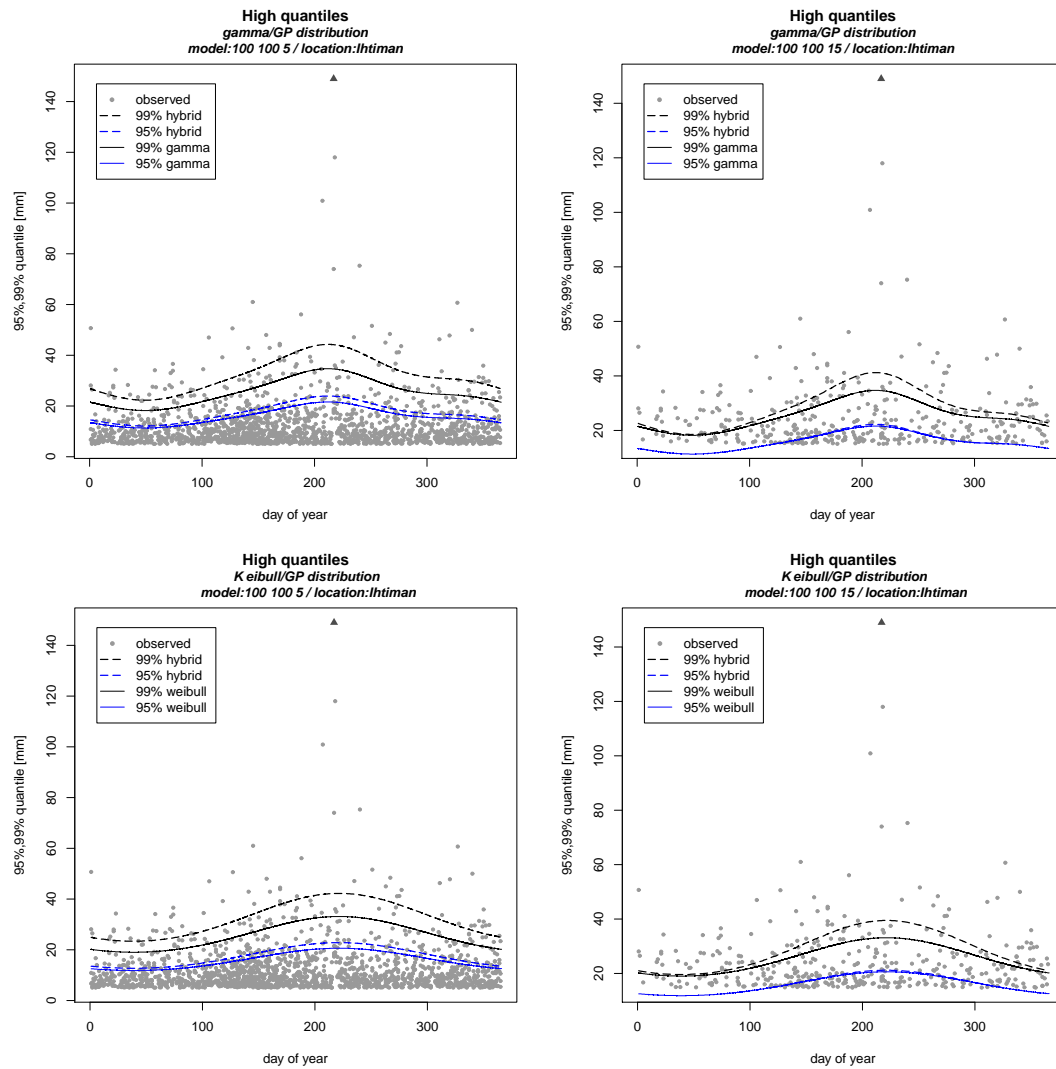 High quantiles
gamma/GP distribution
model:100 100 5 / location:Ihtiman
95%,99% quantile [mm]
140
120
100
80
60
40
20
0
observed
99% hybrid
95% hybrid
99% gamma
95% gamma
0
100
200
300
day of year
High quantiles
gamma/GP distribution
model:100 100 15 / location:Ihtiman
95%,99% quantile [mm]
140
120
100
80
60
40
20
observed
99% hybrid
95% hybrid
99% gamma
95% gamma
0
100
200
300
day of year
High quantiles
K eibull/GP distribution
model:100 100 5 / location:Ihtiman
95%,99% quantile [mm]
140
120
100
80
60
40
20
0
observed
99% hybrid
95% hybrid
99% weibull
95% weibull
0
100
200
300
day of year
High quantiles
K eibull/GP distribution
model:100 100 15 / location:Ihtiman
95%,99% quantile [mm]
140
120
100
80
60
40
20
observed
99% hybrid
95% hybrid
99% weibull
95% weibull
0
100
200
300
day of year